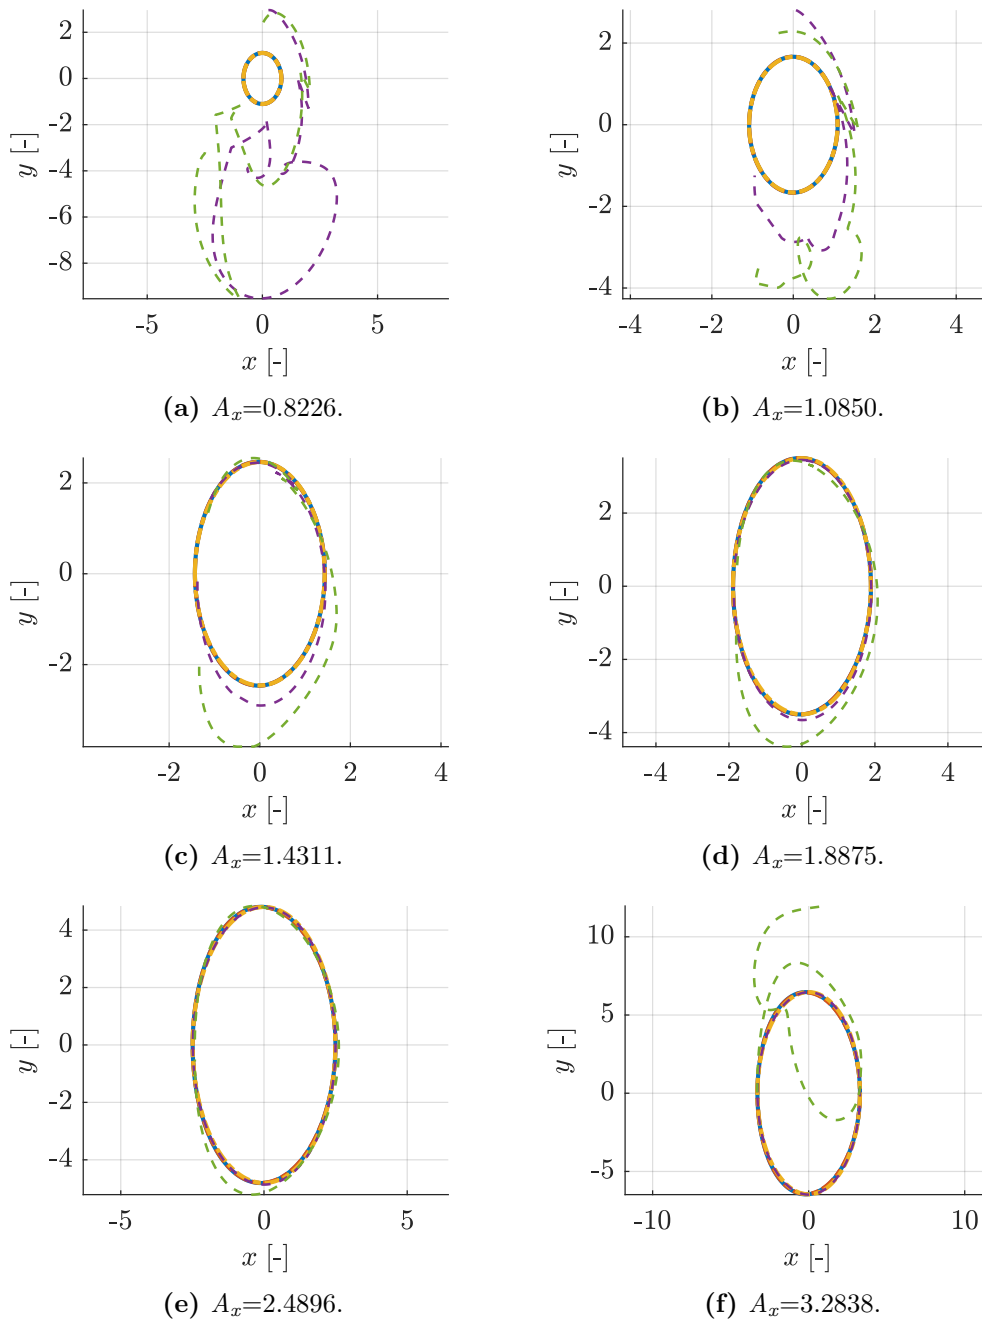 2
0
-2
-4
-6
-8
y [-]
-5 0 5
x [-]
(a) Aₓ=0.8226.
2
0
-2
-4
y [-]
-4 -2 0 2 4
x [-]
(b) Aₓ=1.0850.
2
0
-2
y [-]
-2 0 2 4
x [-]
(c) Aₓ=1.4311.
2
0
-2
-4
y [-]
-4 -2 0 2 4
x [-]
(d) Aₓ=1.8875.
4
2
0
-2
-4
y [-]
-5 0 5
x [-]
(e) Aₓ=2.4896.
10
5
0
-5
y [-]
-10 0 10
x [-]
(f) Aₓ=3.2838.